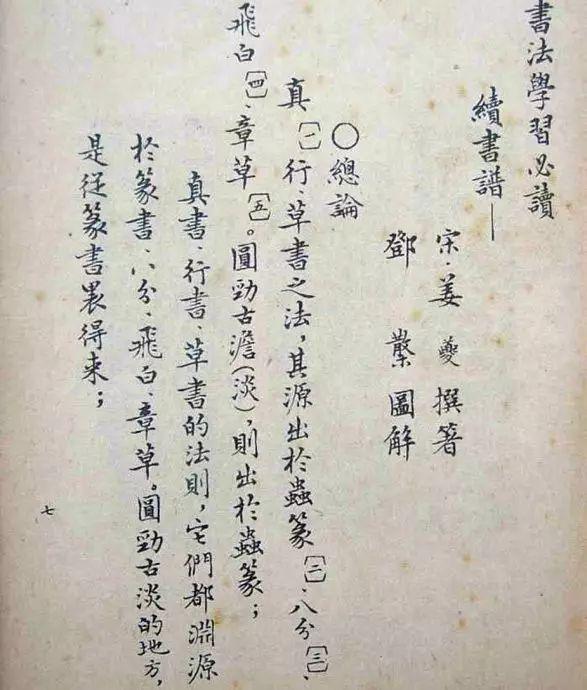 書法學習必讀
續書譜——
宋·姜夔撰著
鄧繁圖解
〇總論
真〔一〕、行、草書之法，其源出於蟲篆〔二〕、八分〔三〕、
飛白〔四〕、章草〔五〕。圓勁古澹(淡)，則出於蟲篆；
真書、行書、草書的法則，它們都淵源
於篆書、八分、飛白、章草。圓勁古淡的地方，
是從篆書裏得來；
七